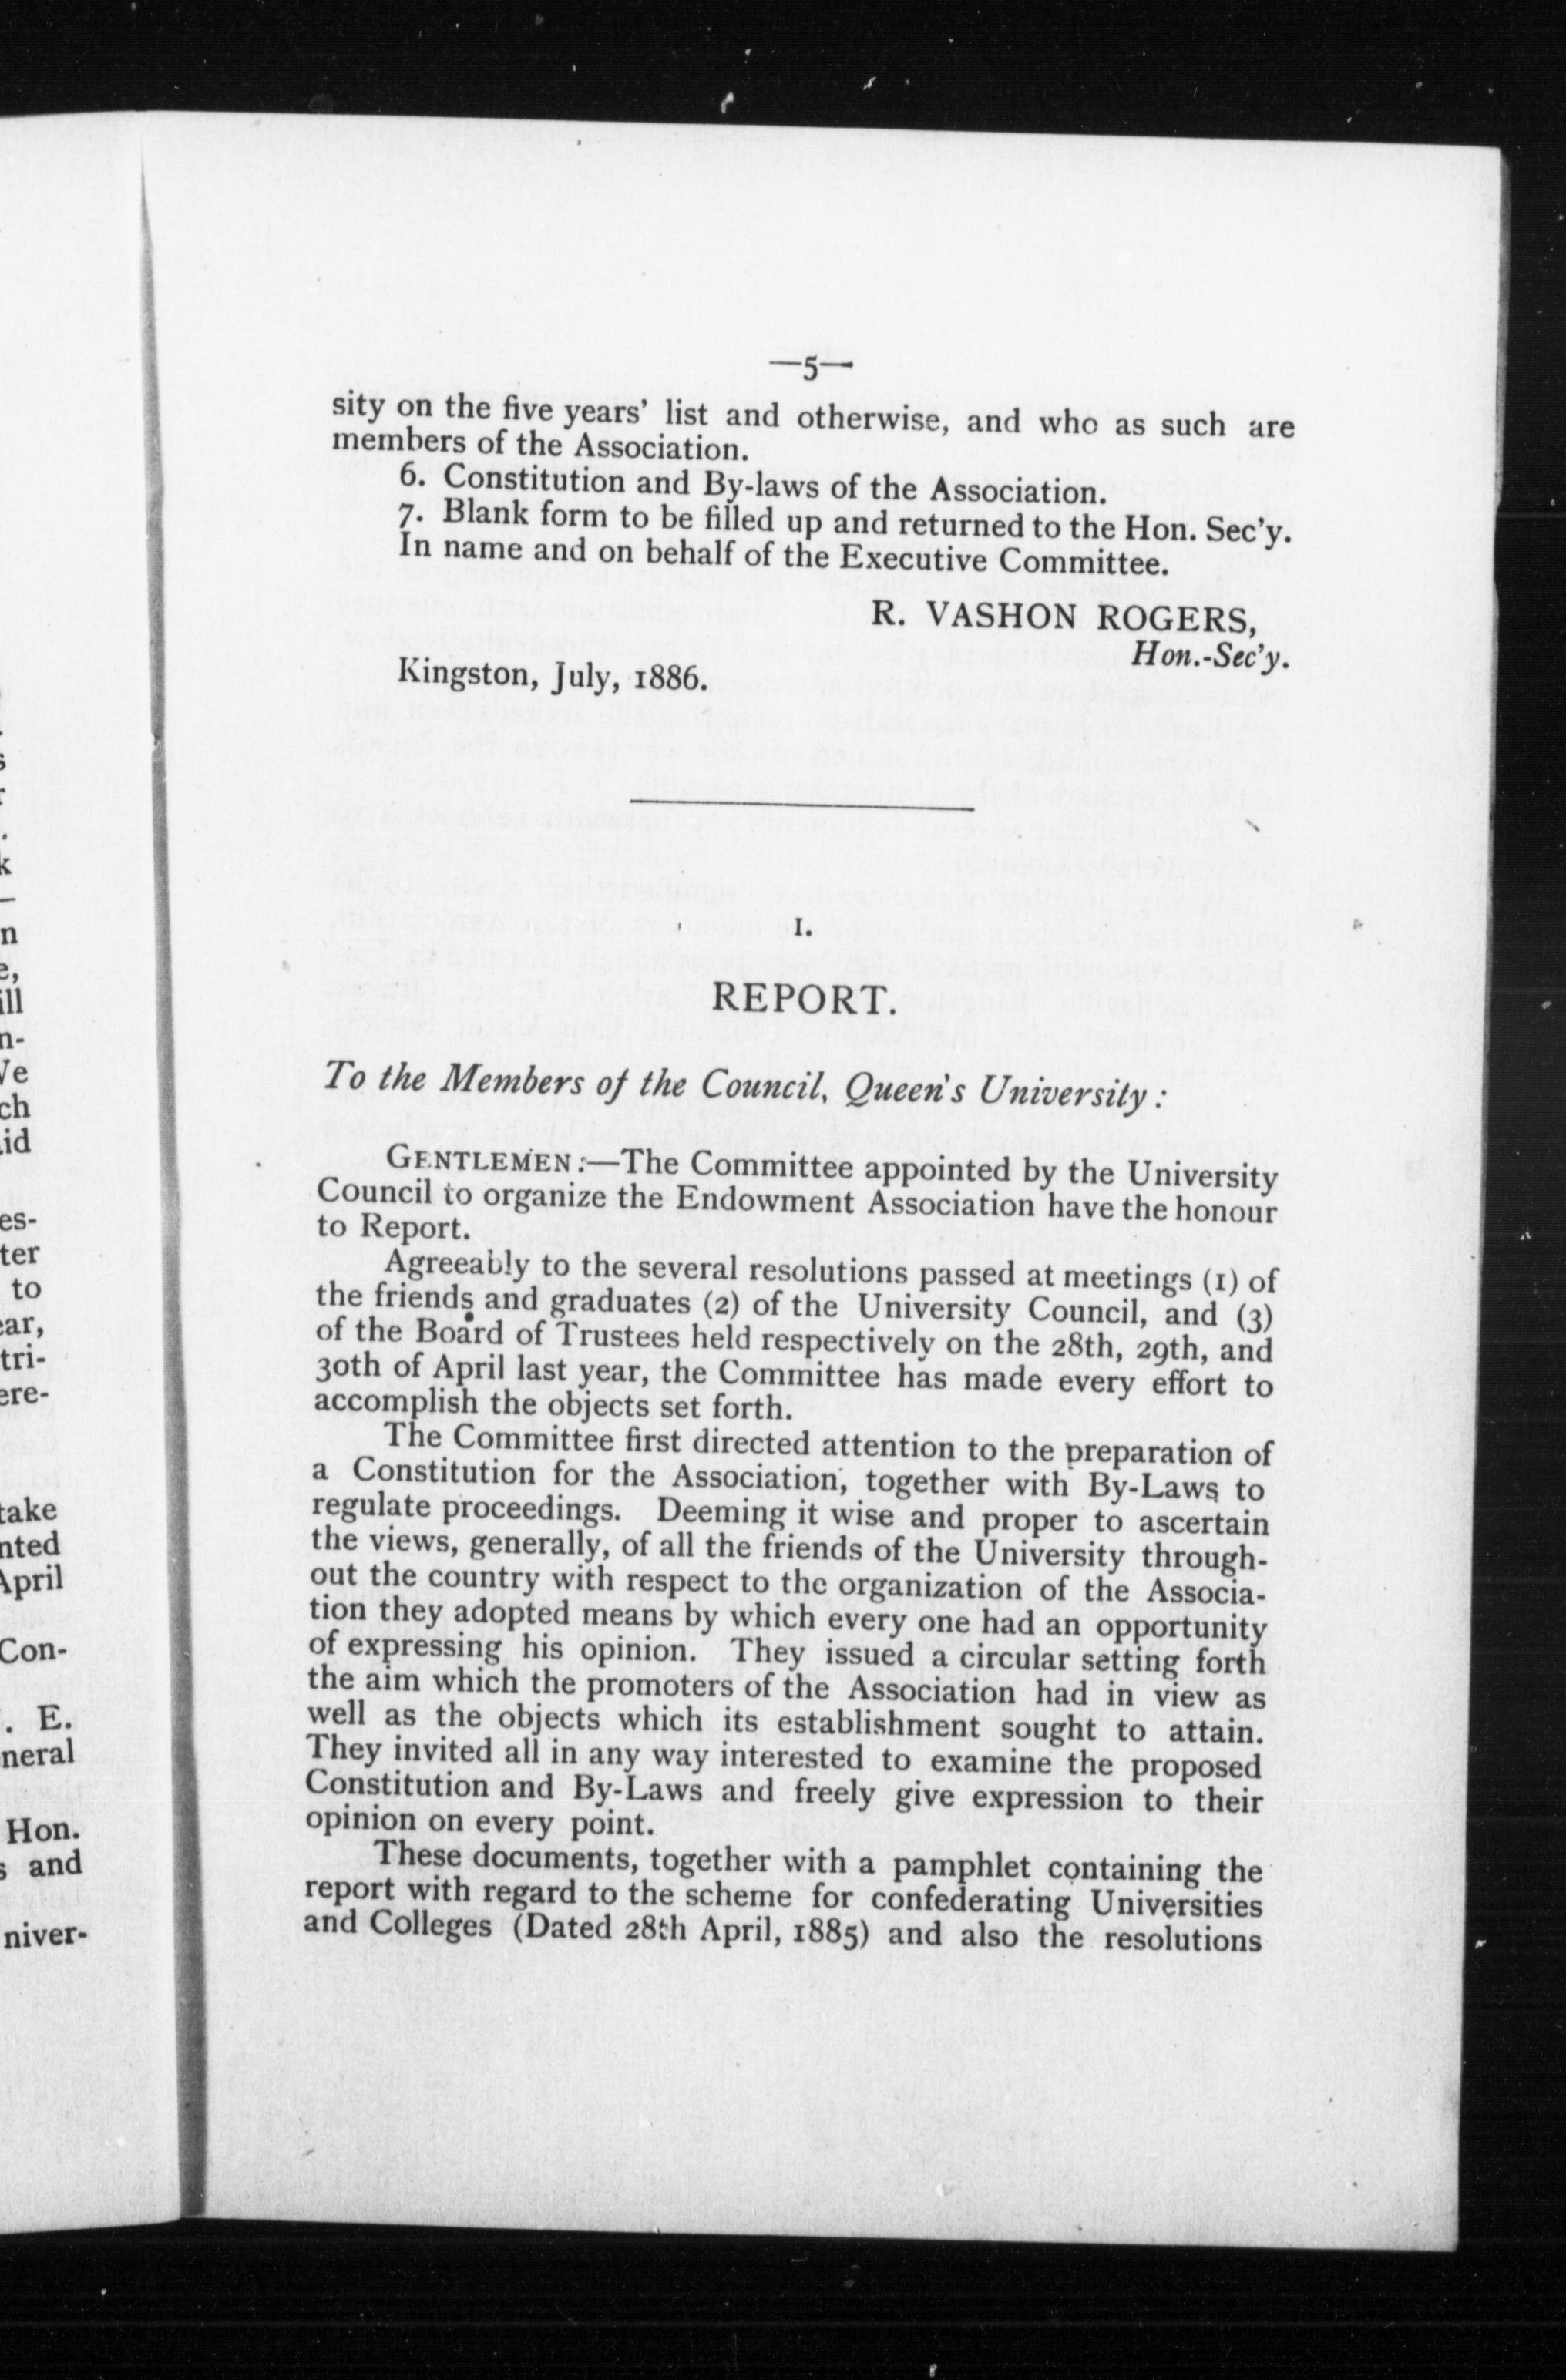 —5—
sity on the five years' list and otherwise, and who as such are
members of the Association.
6. Constitution and By-laws of the Association.
7. Blank form to be filled up and returned to the Hon. Sec'y.
In name and on behalf of the Executive Committee.
R. VASHON ROGERS,
Hon.-Sec'y.
Kingston, July, 1886.
I.
REPORT.
To the Members of the Council, Queen's University:
GENTLEMEN:—The Committee appointed by the University
Council to organize the Endowment Association have the honour
to Report.
Agreeably to the several resolutions passed at meetings (1) of
the friends and graduates (2) of the University Council, and (3)
of the Board of Trustees held respectively on the 28th, 29th, and
30th of April last year, the Committee has made every effort to
accomplish the objects set forth.
The Committee first directed attention to the preparation of
a Constitution for the Association, together with By-Laws to
regulate proceedings. Deeming it wise and proper to ascertain
the views, generally, of all the friends of the University through-
out the country with respect to the organization of the Associa-
tion they adopted means by which every one had an opportunity
of expressing his opinion. They issued a circular setting forth
the aim which the promoters of the Association had in view as
well as the objects which its establishment sought to attain.
They invited all in any way interested to examine the proposed
Constitution and By-Laws and freely give expression to their
opinion on every point.
These documents, together with a pamphlet containing the
report with regard to the scheme for confederating Universities
and Colleges (Dated 28th April, 1885) and also the resolutions